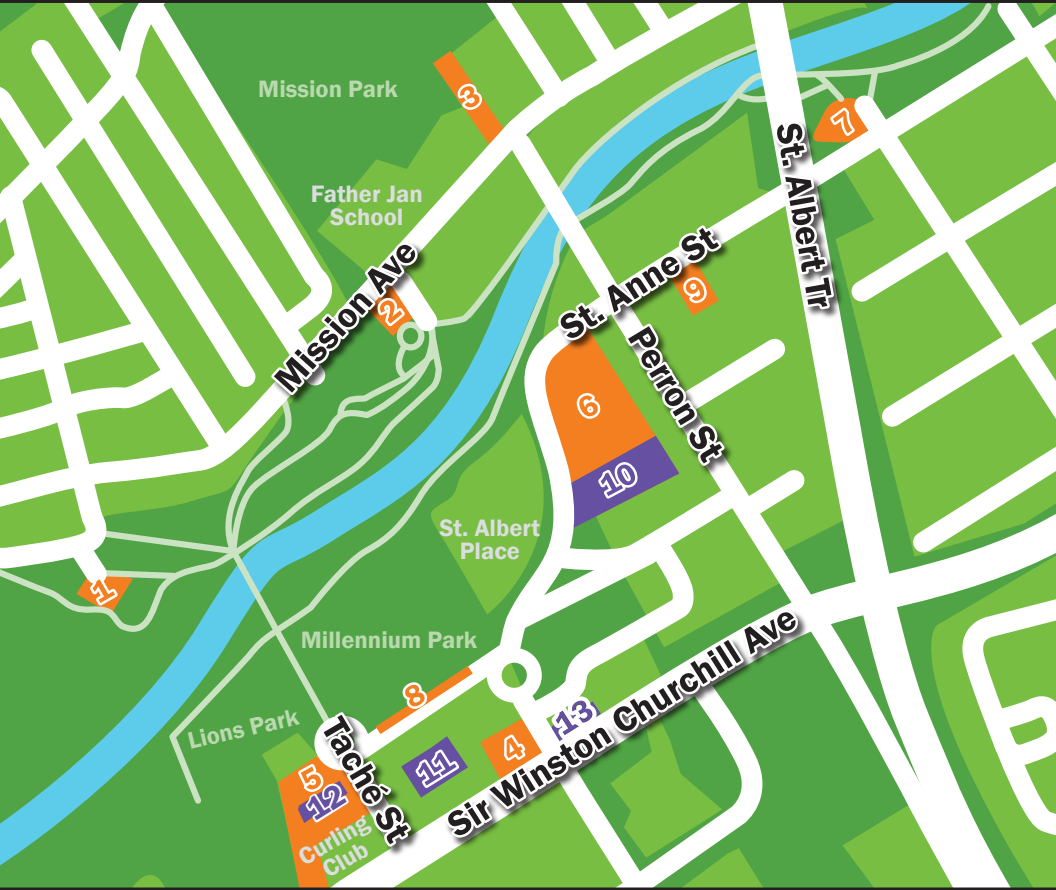 Mission Park
3
7
St. Albert Tr
Father Jan
School
Mission Ave
2
St. Anne St
9
Perron St
6
10
St. Albert
Place
1
Millennium Park
8
Lions Park
13
4
11
Sir Winston Churchill Ave
Taché St
5
12
Curling
Club